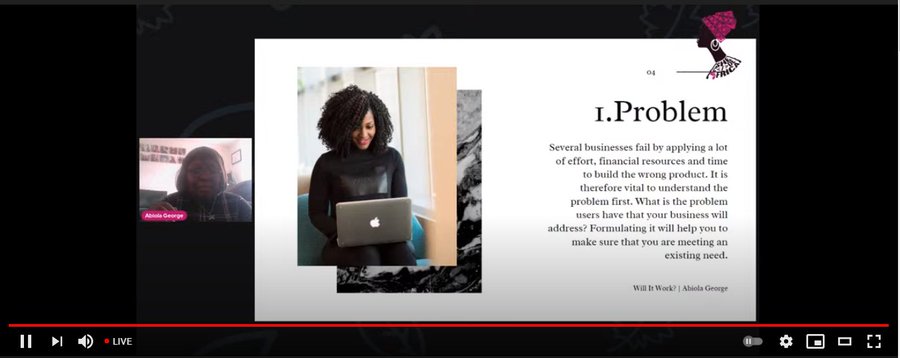 04
AFRICA
1.Problem
Several businesses fail by applying a lot
of effort, financial resources and time
to build the wrong product. It is
therefore vital to understand the
problem first. What is the problem
users have that your business will
address? Formulating it will help you to
make sure that you are meeting an
existing need.
Will It Work? | Abiola George
Abiola George
LIVE